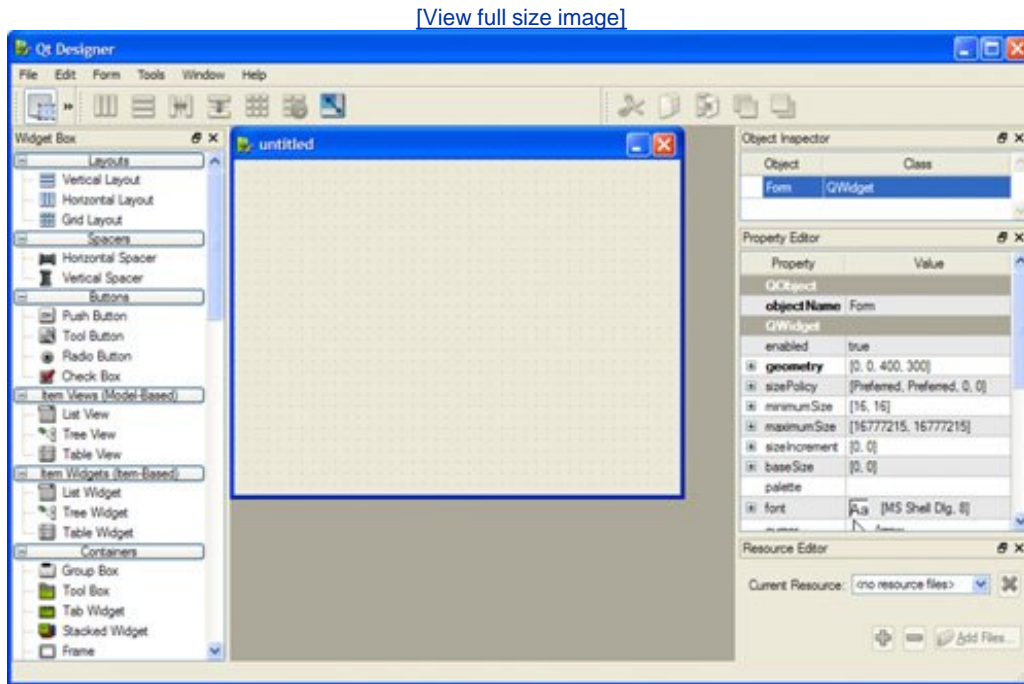 [View full size image]
Qt Designer
File Edit Form Tools Window Help
Widget Box
Layouts
Vertical Layout
Horizontal Layout
Grid Layout
Spacers
Horizontal Spacer
Vertical Spacer
Buttons
Push Button
Tool Button
Radio Button
Check Box
Item Views (Model-Based)
List View
Tree View
Table View
Item Widgets (Item-Based)
List Widget
Tree Widget
Table Widget
Containers
Group Box
Tool Box
Tab Widget
Stacked Widget
Frame
untitled
Object Inspector
Object Class
Form QWidget
Property Editor
Property Value
QObject
objectName Form
QWidget
enabled true
geometry [0, 0, 400, 300]
sizePolicy [Preferred, Preferred, 0, 0]
minimumSize [16, 16]
maximumSize [16777215, 16777215]
sizeIncrement [0, 0]
baseSize [0, 0]
palette
font Aa [MS Shell Dlg, 8]
Resource Editor
Current Resource: <no resource files>
Add Files...